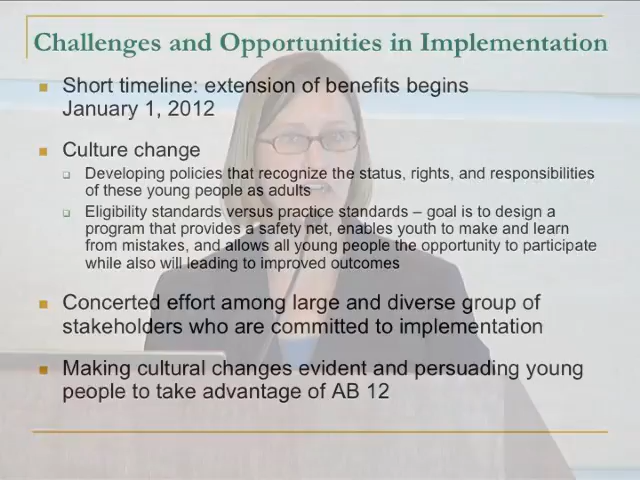 Challenges and Opportunities in Implementation
Short timeline: extension of benefits begins
January 1, 2012
Culture change
Developing policies that recognize the status, rights, and responsibilities
of these young people as adults
Eligibility standards versus practice standards – goal is to design a
program that provides a safety net, enables youth to make and learn
from mistakes, and allows all young people the opportunity to participate
while also will leading to improved outcomes
Concerted effort among large and diverse group of
stakeholders who are committed to implementation
Making cultural changes evident and persuading young
people to take advantage of AB 12